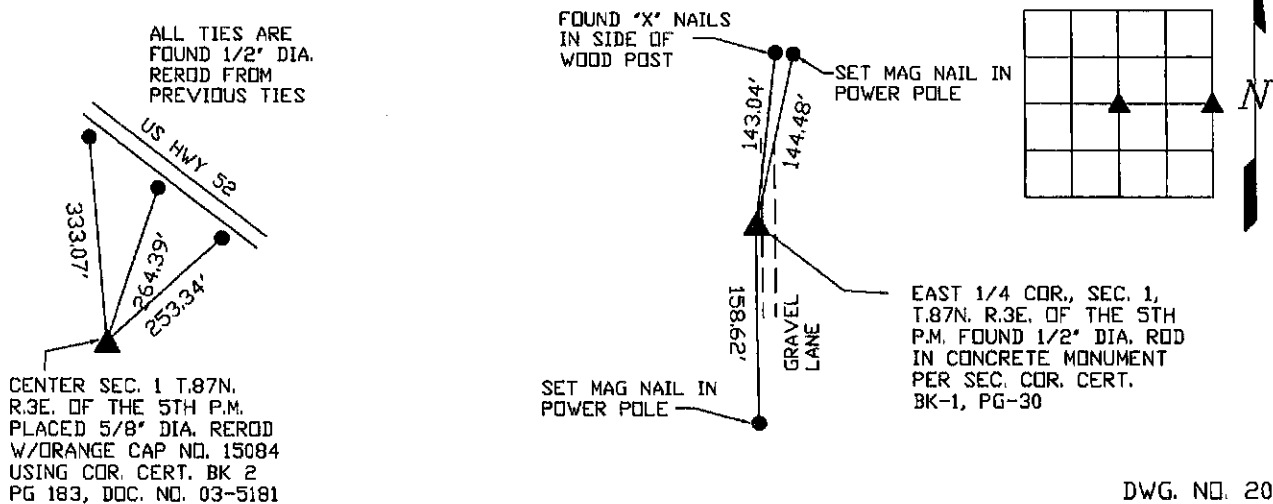 ALL TIES ARE
FOUND 1/2" DIA.
REROD FROM
PREVIOUS TIES
US HWY 52
333.07'
264.39'
253.34'
CENTER SEC. 1 T.87N.
R.3E. OF THE 5TH P.M.
PLACED 5/8" DIA. REROD
W/ORANGE CAP NO. 15084
USING COR. CERT. BK 2
PG 183, DOC. NO. 03-5181
FOUND "X" NAILS
IN SIDE OF
WOOD POST
SET MAG NAIL IN
POWER POLE
143.04'
144.48'
158.62'
GRAVEL
LANE
SET MAG NAIL IN
POWER POLE
EAST 1/4 COR., SEC. 1,
T.87N. R.3E. OF THE 5TH
P.M. FOUND 1/2" DIA. ROD
IN CONCRETE MONUMENT
PER SEC. COR. CERT.
BK-1, PG-30
N
DWG. NO. 20